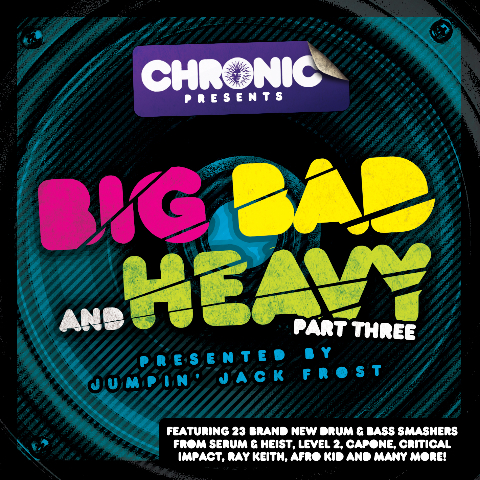 CHRONIC
PRESENTS
BIG BAD
AND HEAVY
PART THREE
PRESENTED BY
JUMPIN' JACK FROST
FEATURING 23 BRAND NEW DRUM & BASS SMASHERS
FROM SERUM & HEIST, LEVEL 2, CAPONE, CRITICAL
IMPACT, RAY KEITH, AFRO KID AND MANY MORE!